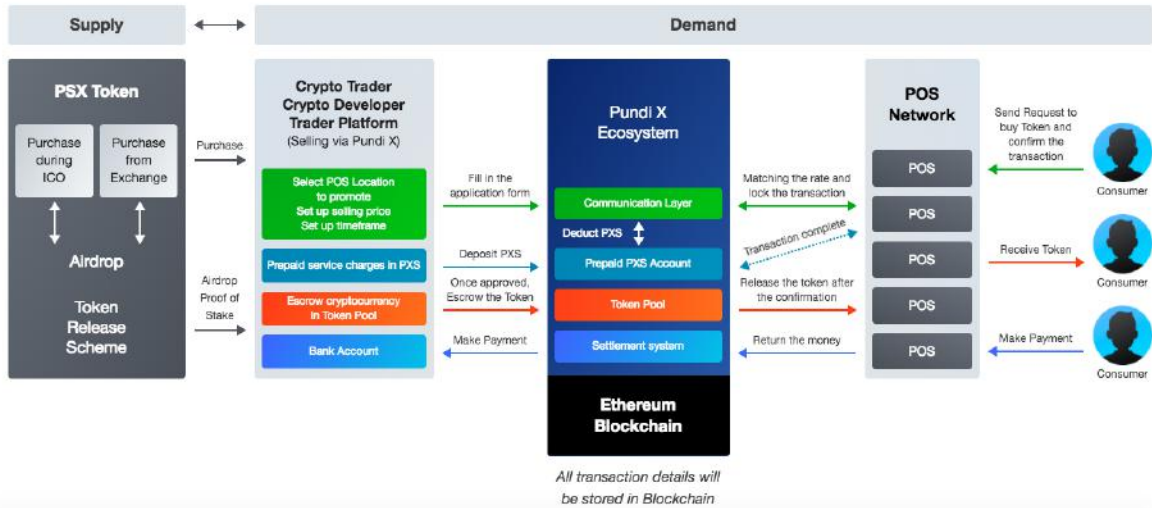 Supply
Demand
PSX Token
Purchase
during
ICO
Purchase
from
Exchange
Airdrop
Token
Release
Scheme
Purchase
Airdrop
Proof of
Stake
Crypto Trader
Crypto Developer
Trader Platform
(Selling via Pundi X)
Select POS Location
to promote
Set up selling price
Set up timeframe
Prepaid service charges in PXS
Escrow cryptocurrency
in Token Pool
Bank Account
Fill in the
application form
Deposit PXS
Once approved,
Escrow the Token
Make Payment
Pundi X
Ecosystem
Communication Layer
Deduct PXS
Prepaid PXS Account
Token Pool
Settlement system
Ethereum
Blockchain
All transaction details will
be stored in Blockchain
Matching the rate and
lock the transaction
Transaction complete
Release the token after
the confirmation
Return the money
POS
Network
POS
POS
POS
POS
POS
Send Request to
buy Token and
confirm the
transaction
Consumer
Receive Token
Consumer
Make Payment
Consumer